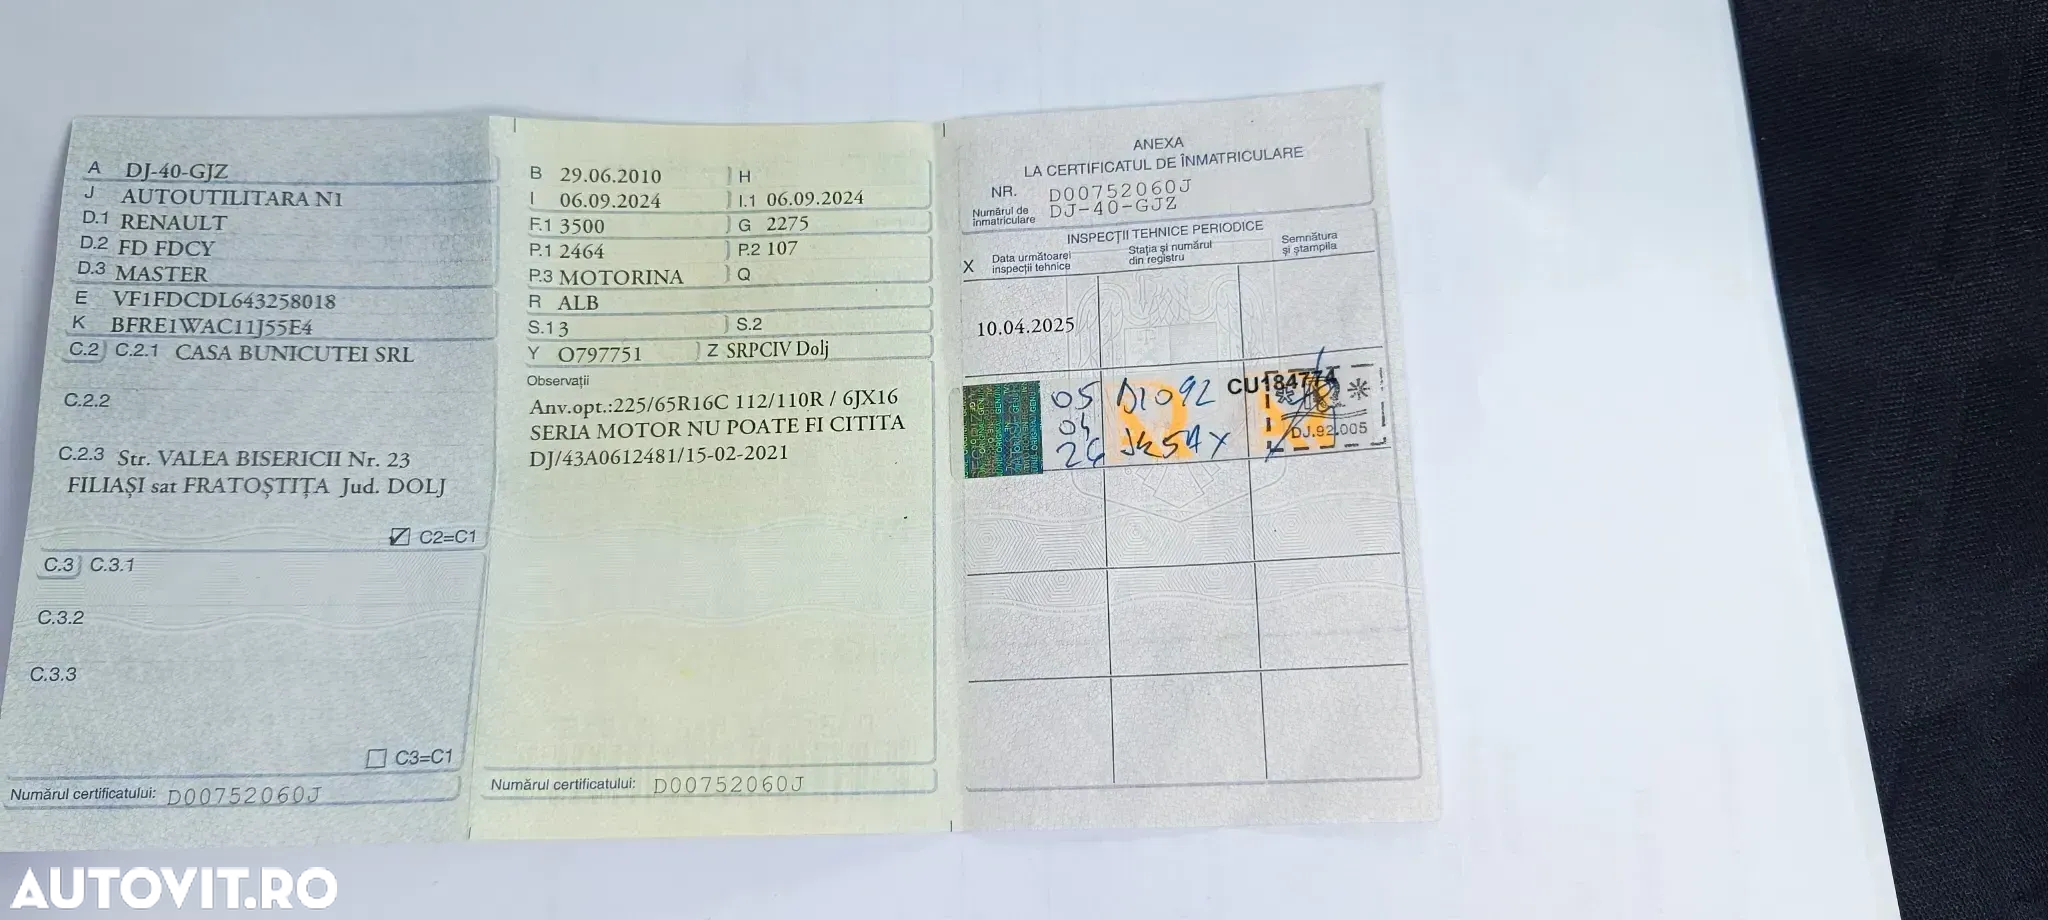 A DJ-40-GJZ
J AUTOUTILITARA N1
D.1 RENAULT
D.2 FD FDCY
D.3 MASTER
E VF1FDCDL643258018
K BFRE1WAC11J55E4
C.2 C.2.1 CASA BUNICUTEI SRL
C.2.2
C.2.3 Str. VALEA BISERICII Nr. 23
FILIAȘI sat FRATOȘTIȚA Jud. DOLJ
C2=C1
C.3 C.3.1
C.3.2
C.3.3
C3=C1
Numărul certificatului: D00752060J
B 29.06.2010 H
I 06.09.2024 I.1 06.09.2024
F.1 3500 G 2275
P.1 2464 P.2 107
P.3 MOTORINA Q
R ALB
S.1 3 S.2
Y O797751 Z SRPCIV Dolj
Observații
Anv.opt.:225/65R16C 112/110R / 6JX16
SERIA MOTOR NU POATE FI CITITA
DJ/43A0612481/15-02-2021
Numărul certificatului: D00752060J
ANEXA
LA CERTIFICATUL DE ÎNMATRICULARE
NR. D00752060J
Numărul de înmatriculare DJ-40-GJZ
INSPECȚII TEHNICE PERIODICE
X Data următoarei inspecții tehnice
Stația și numărul din registru
Semnătura și ștampila
10.04.2025
05 DJ092 CU184774
04
26
DJ.92.005
AUTOVIT.RO